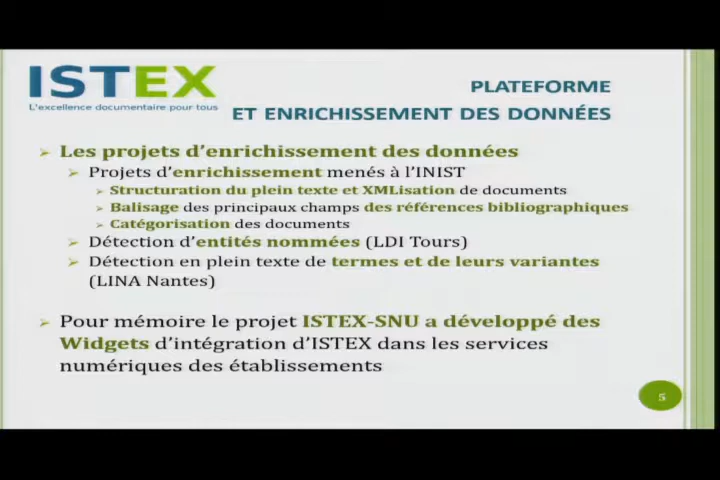 ISTEX
L'excellence documentaire pour tous
PLATEFORME
ET ENRICHISSEMENT DES DONNÉES
Les projets d'enrichissement des données
Projets d'enrichissement menés à l'INIST
Structuration du plein texte et XMLisation de documents
Balisage des principaux champs des références bibliographiques
Catégorisation des documents
Détection d'entités nommées (LDI Tours)
Détection en plein texte de termes et de leurs variantes
(LINA Nantes)
Pour mémoire le projet ISTEX-SNU a développé des
Widgets d'intégration d'ISTEX dans les services
numériques des établissements
5